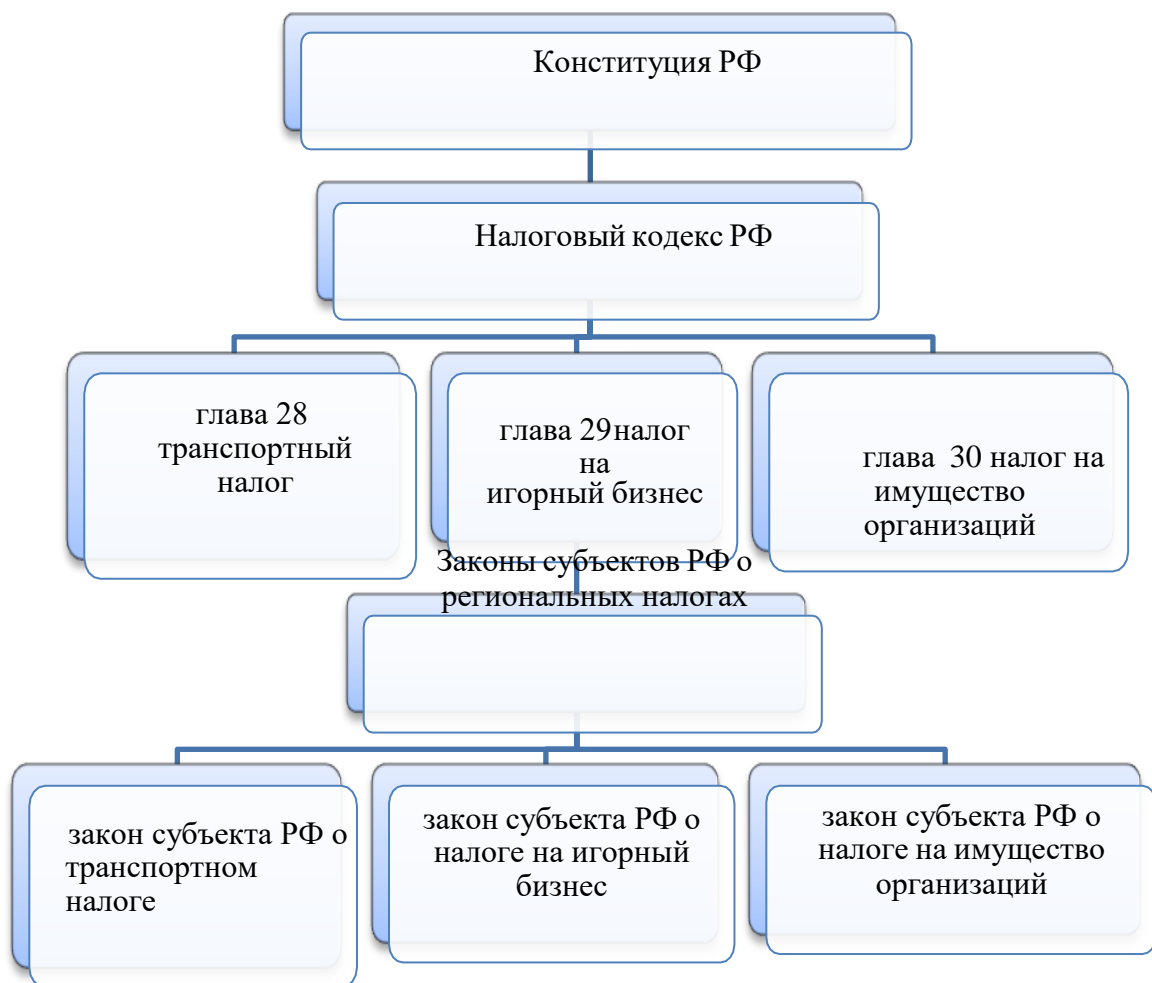 Конституция РФ
Налоговый кодекс РФ
глава 28
транспортный
налог
глава 29налог
на
игорный бизнес
глава  30 налог на
имущество
организаций
Законы субъектов РФ о
региональных налогах
закон субъекта РФ о
транспортном
налоге
закон субъекта РФ о
налоге на игорный
бизнес
закон субъекта РФ о
налоге на имущество
организаций